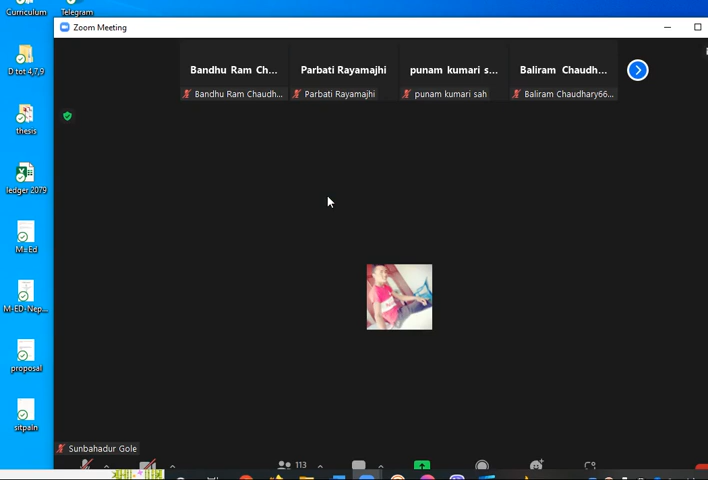 Curriculum
Telegram
Zoom Meeting
D tot 4,7,9
thesis
ledger 2079
M.Ed
M-ED-Nep...
proposal
sitpain
Bandhu Ram Ch...
Parbati Rayamajhi
punam kumari s...
Baliram Chaudh...
Bandhu Ram Chaudh...
Parbati Rayamajhi
punam kumari sah
Baliram Chaudhary66...
Sunbahadur Gole
113